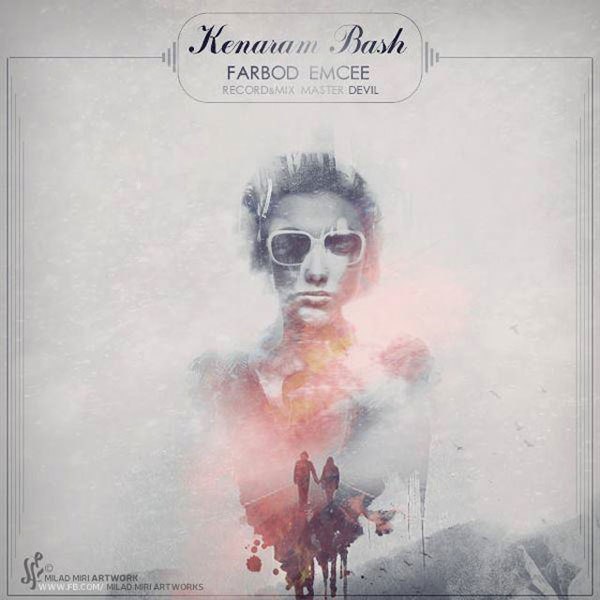 Kenaram Bash
FARBOD EMCEE
RECORD&MIX MASTER DEVIL
© MILAD MIRI ARTWORK
WWW.FB.COM/ MILAD MIRI ARTWORKS